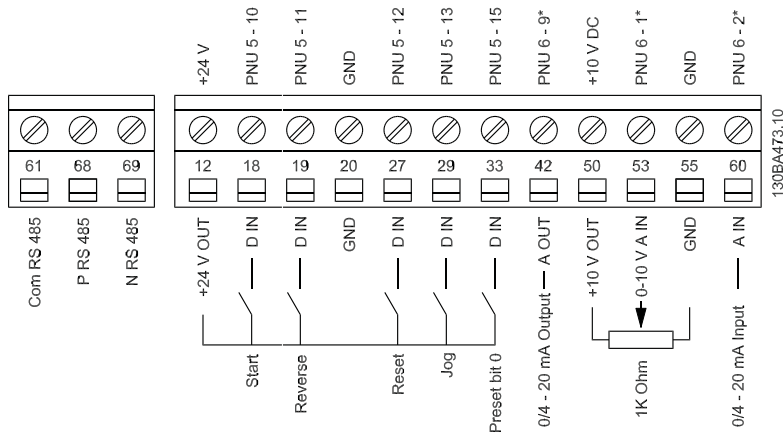 +24 V
PNU 5 - 10
PNU 5 - 11
GND
PNU 5 - 12
PNU 5 - 13
PNU 5 - 15
PNU 6 - 9*
+10 V DC
PNU 6 - 1*
GND
PNU 6 - 2*
61
68
69
12
18
19
20
27
29
33
42
50
53
55
60
Com RS 485
P RS 485
N RS 485
+24 V OUT
D IN
D IN
GND
D IN
D IN
D IN
A OUT
+10 V OUT
0-10 V A IN
GND
A IN
Start
Reverse
Reset
Jog
Preset bit 0
0/4 - 20 mA Output
1K Ohm
0/4 - 20 mA Input
130BA473.10